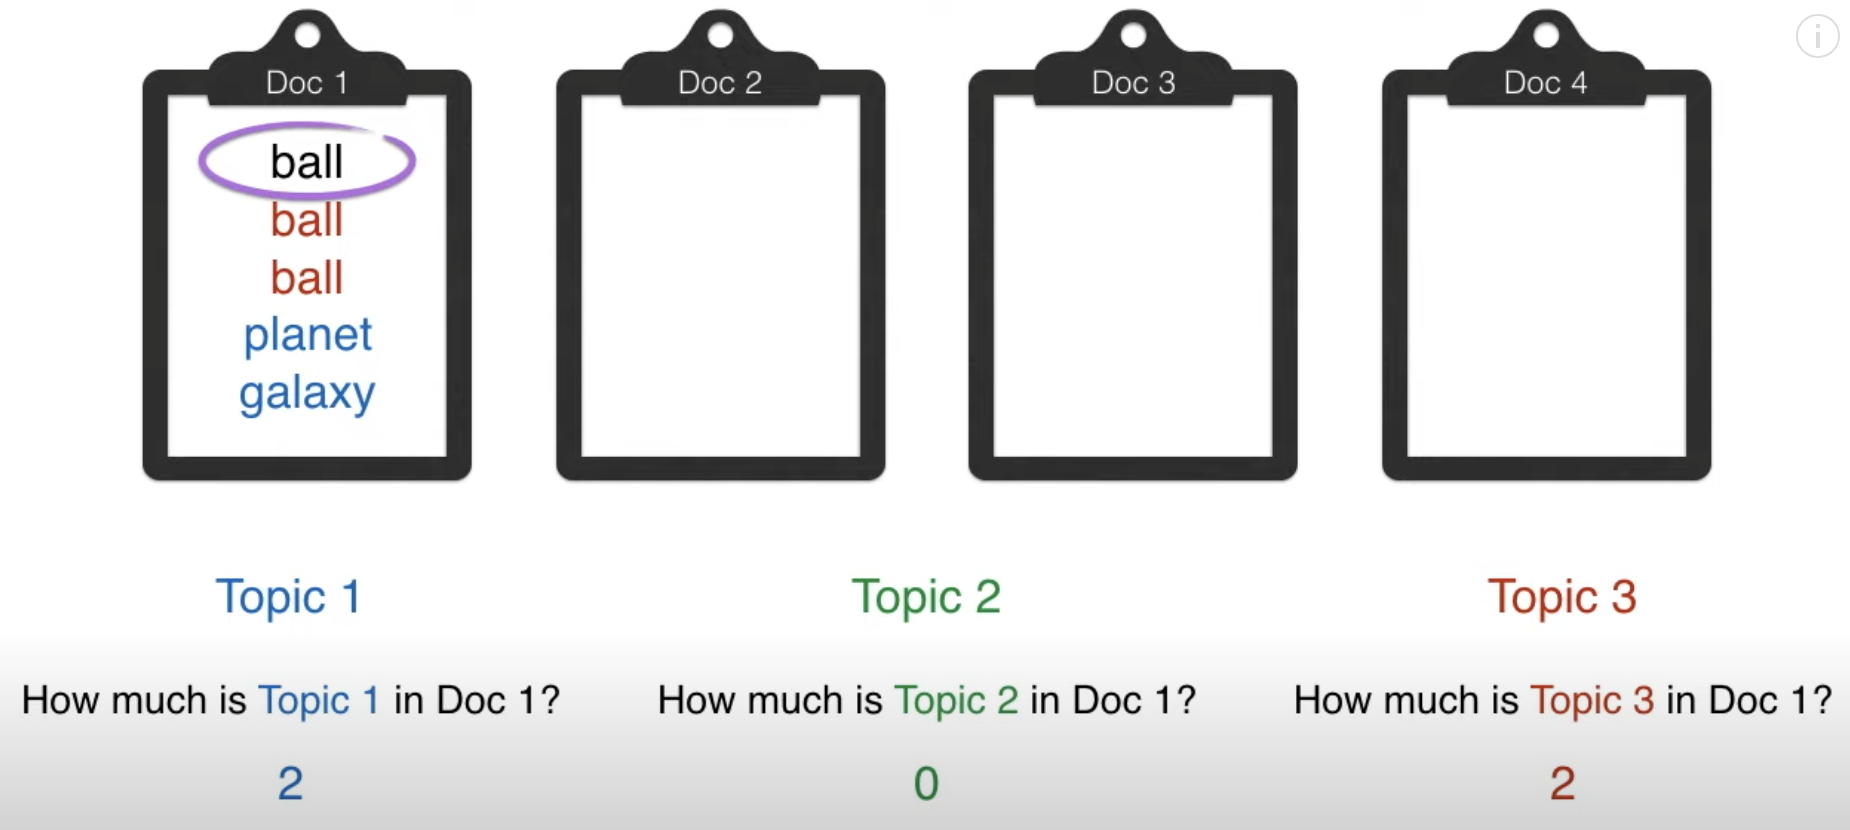 Doc 1
Doc 2
Doc 3
Doc 4
ball
ball
ball
planet
galaxy
Topic 1
Topic 2
Topic 3
How much is Topic 1 in Doc 1?
How much is Topic 2 in Doc 1?
How much is Topic 3 in Doc 1?
2
0
2